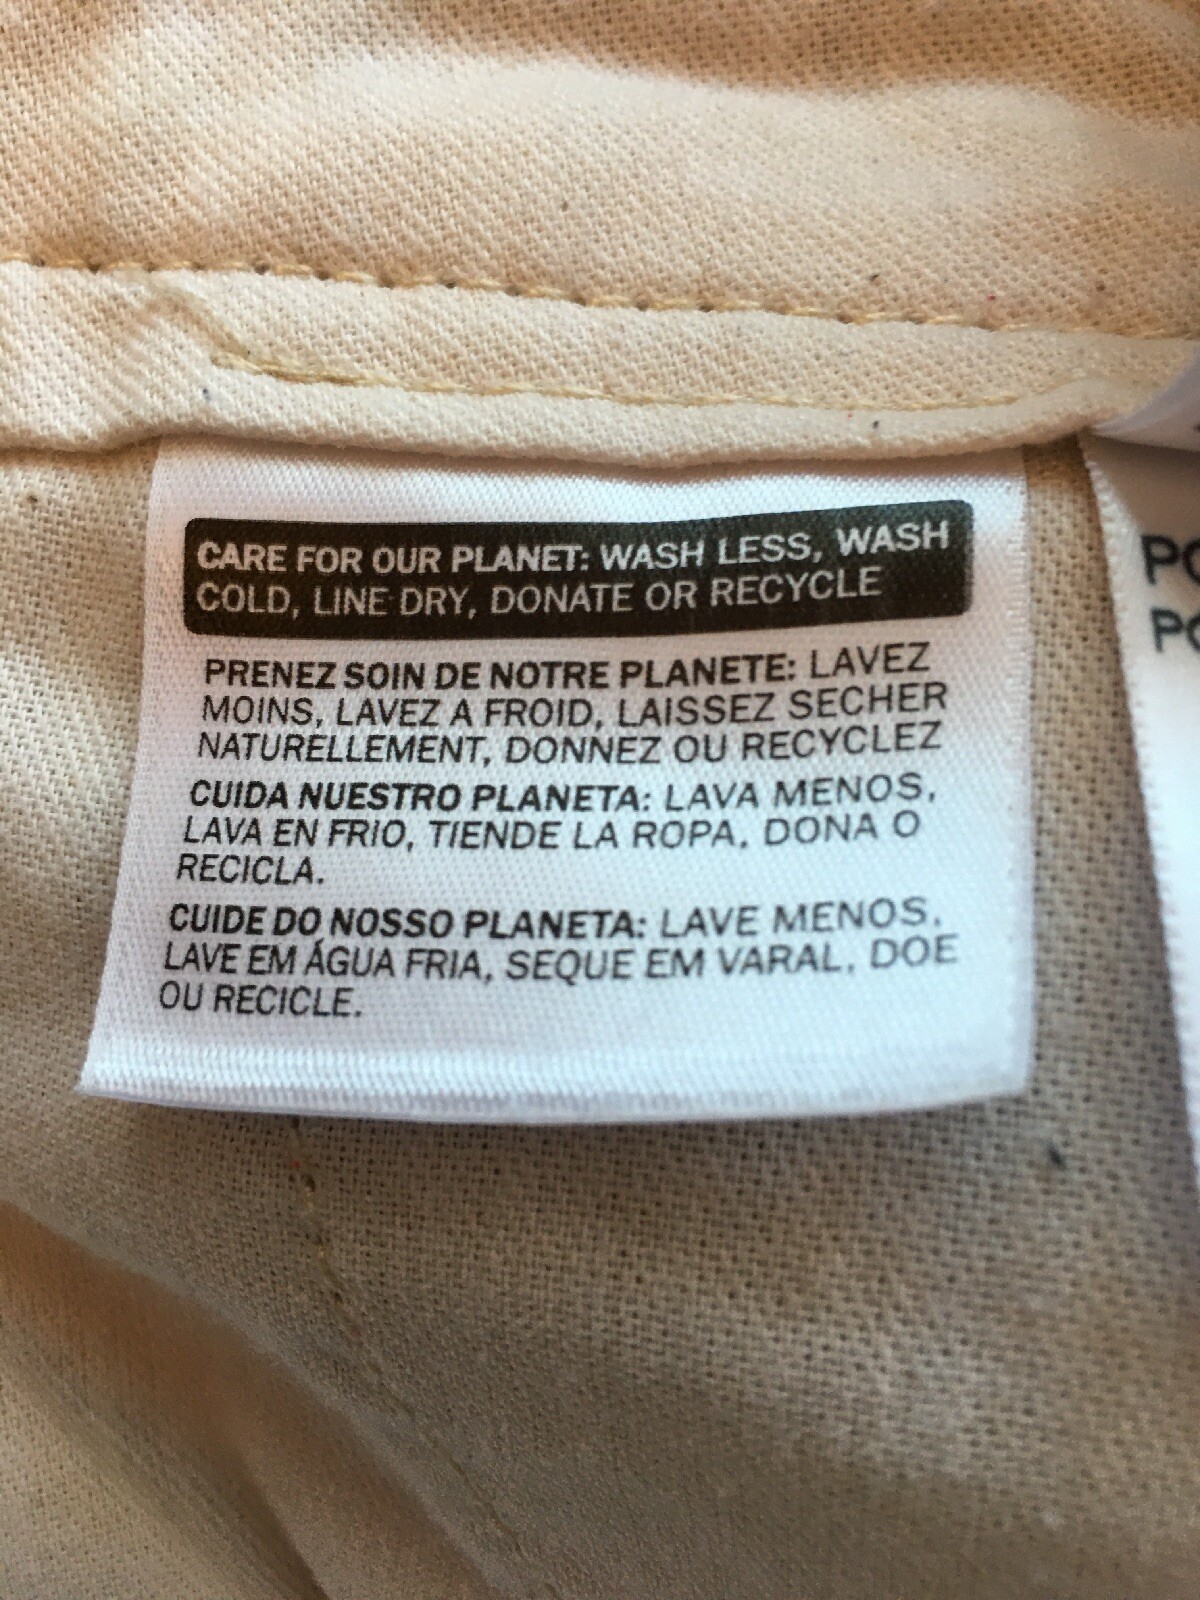 CARE FOR OUR PLANET: WASH LESS, WASH
COLD, LINE DRY, DONATE OR RECYCLE
PRENEZ SOIN DE NOTRE PLANETE: LAVEZ
MOINS, LAVEZ A FROID, LAISSEZ SECHER
NATURELLEMENT, DONNEZ OU RECYCLEZ
CUIDA NUESTRO PLANETA: LAVA MENOS,
LAVA EN FRIO, TIENDE LA ROPA, DONA O
RECICLA.
CUIDE DO NOSSO PLANETA: LAVE MENOS,
LAVE EM ÁGUA FRIA, SEQUE EM VARAL, DOE
OU RECICLE.